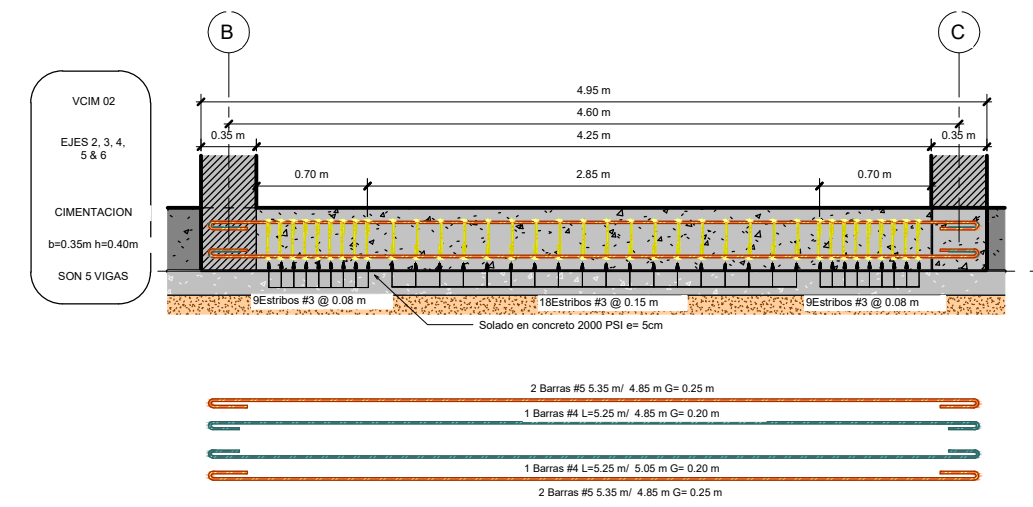 B
C
VCIM 02
EJES 2, 3, 4,
5 & 6
CIMENTACION
b=0.35m h=0.40m
SON 5 VIGAS
4.95 m
4.60 m
0.35 m
4.25 m
0.35 m
0.70 m
2.85 m
0.70 m
9Estribos #3 @ 0.08 m
18Estribos #3 @ 0.15 m
9Estribos #3 @ 0.08 m
Solado en concreto 2000 PSI e= 5cm
2 Barras #5 5.35 m/ 4.85 m G= 0.25 m
1 Barras #4 L=5.25 m/ 4.85 m G= 0.20 m
1 Barras #4 L=5.25 m/ 5.05 m G= 0.20 m
2 Barras #5 5.35 m/ 4.85 m G= 0.25 m